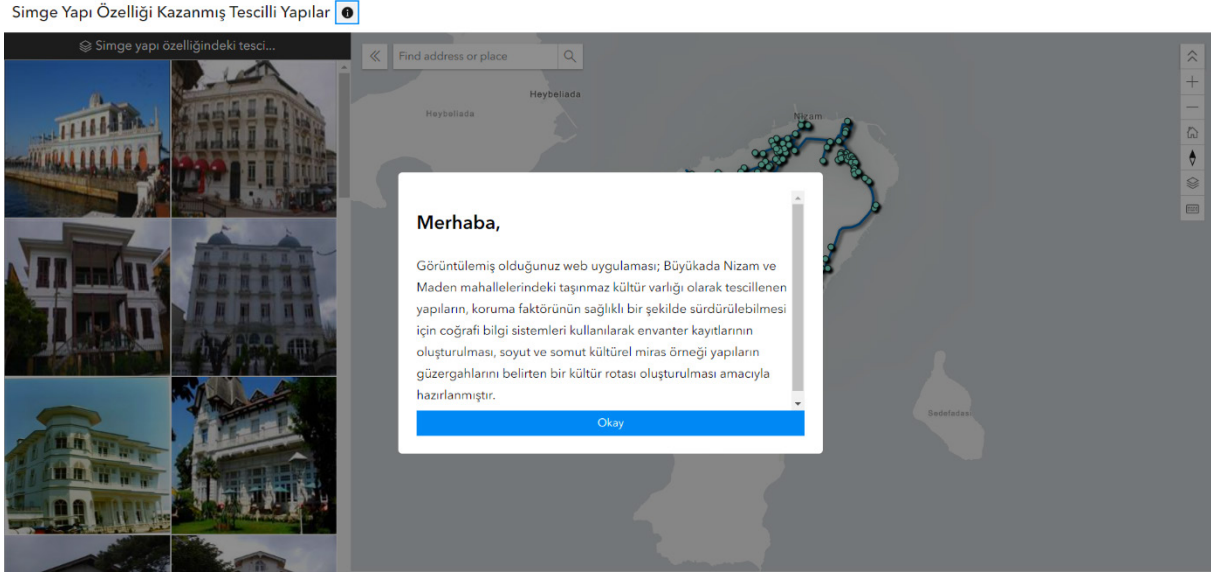 Simge Yapı Özelliği Kazanmış Tescilli Yapılar
Simge yapı özelliğindeki tesci...
Find address or place
Heybeliada
Heybeliada
Nizam
Merhaba,
Görüntülemiş olduğunuz web uygulaması; Büyükada Nizam ve
Maden mahallelerindeki taşınmaz kültür varlığı olarak tescillenen
yapıların, koruma faktörünün sağlıklı bir şekilde sürdürülebilmesi
için coğrafi bilgi sistemleri kullanılarak envanter kayıtlarının
oluşturulması, soyut ve somut kültürel miras örneği yapıların
güzergahlarını belirten bir kültür rotası oluşturulması amacıyla
hazırlanmıştır.
Okay
Sedefadası